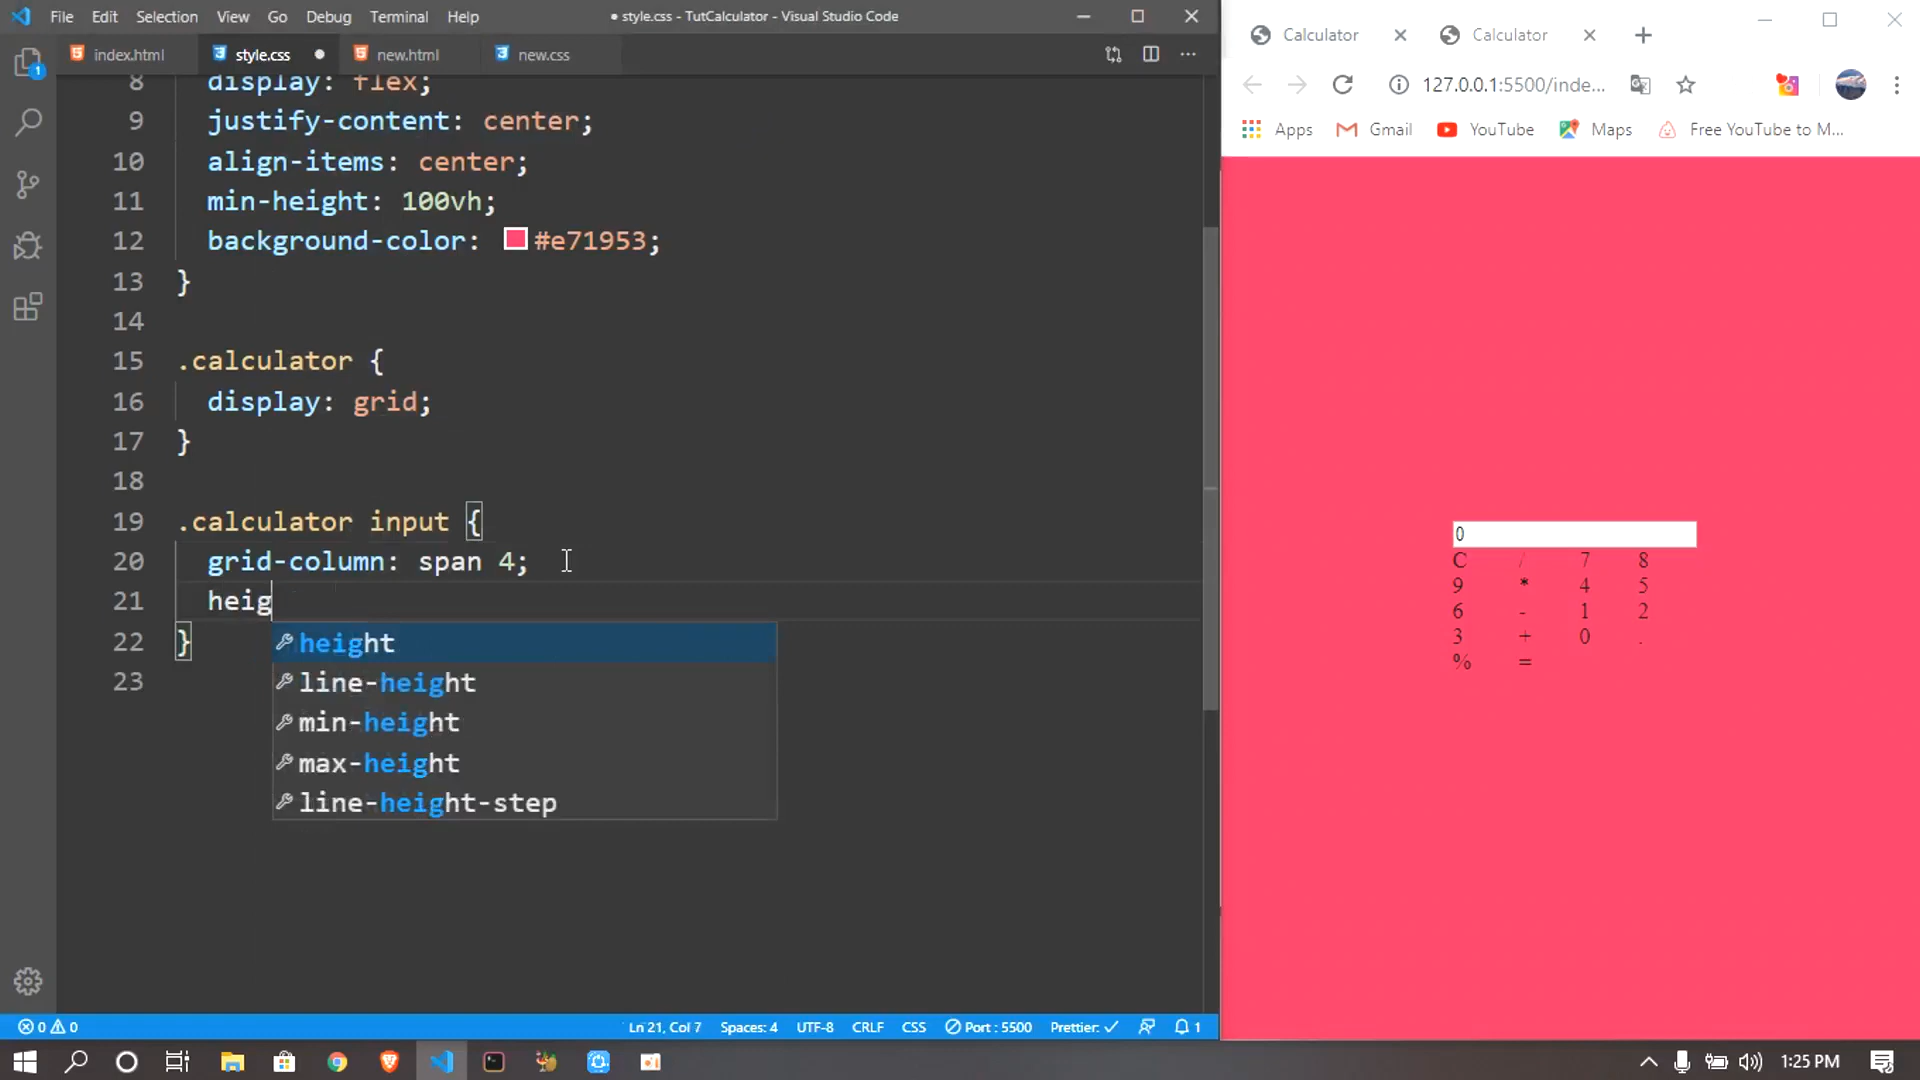 File Edit Selection View Go Debug Terminal Help
● style.css - TutCalculator - Visual Studio Code
index.html style.css ● new.html new.css
8 display: flex;
9 justify-content: center;
10 align-items: center;
11 min-height: 100vh;
12 background-color: #e71953;
13 }
14
15 .calculator {
16 display: grid;
17 }
18
19 .calculator input {
20 grid-column: span 4;
21 heig
22 }
23
height
line-height
min-height
max-height
line-height-step
1
0 0 Ln 21, Col 7 Spaces: 4 UTF-8 CRLF CSS Port : 5500 Prettier: ✓ 1
Calculator Calculator
127.0.0.1:5500/inde...
Apps Gmail YouTube Maps Free YouTube to M...
0
C / 7 8
9 * 4 5
6 - 1 2
3 + 0 .
% =
1:25 PM